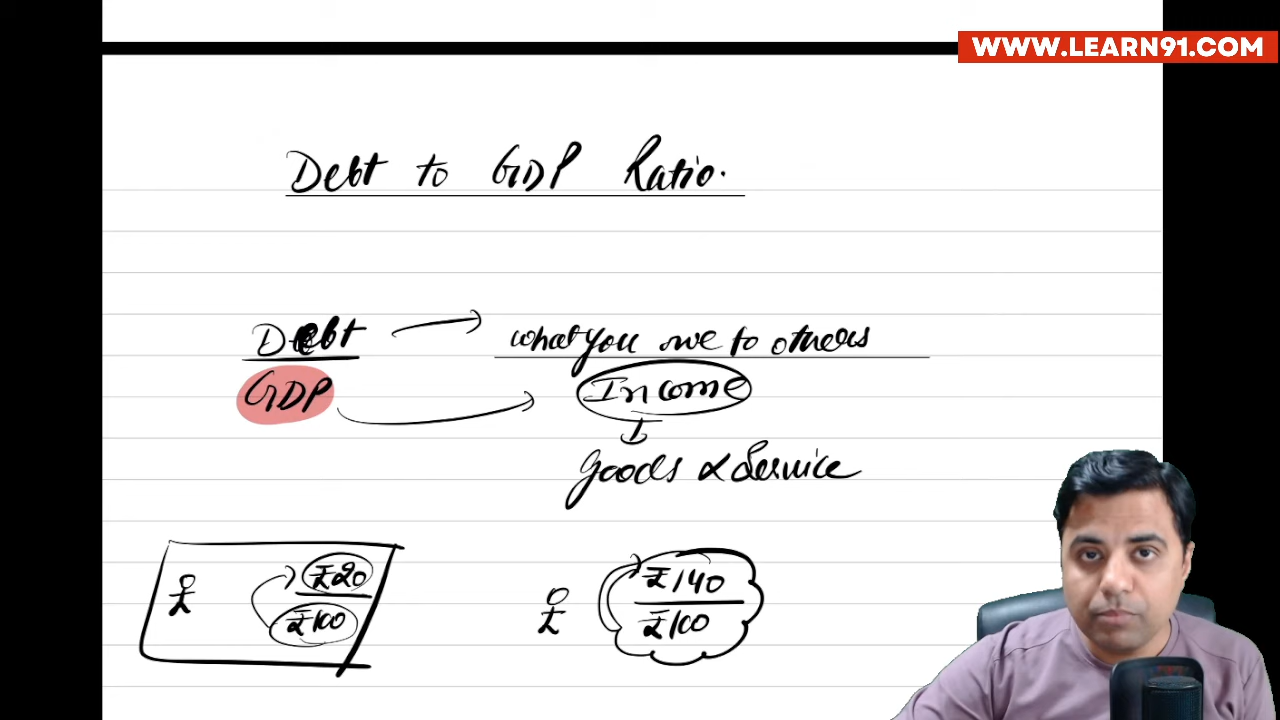 WWW.LEARN91.COM
Debt to GDP Ratio.
Debt
what you owe to others
GDP
Income
Goods & Service
₹20
₹100
₹140
₹100